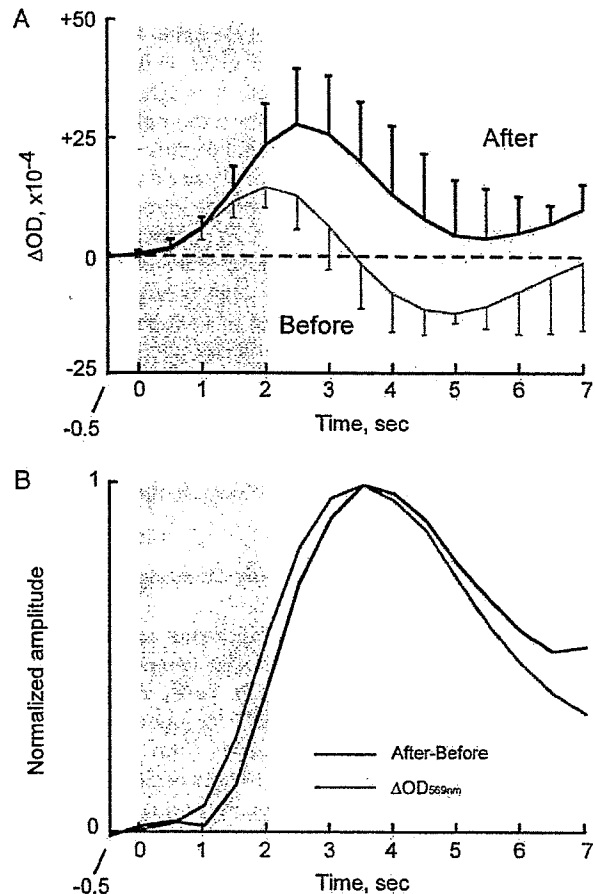 A
+50
+25
0
-25
ΔOD, x10-4
After
Before
0 1 2 3 4 5 6 7
-0.5
Time, sec
B
1
0
Normalized amplitude
After-Before
ΔOD569nm
0 1 2 3 4 5 6 7
-0.5
Time, sec